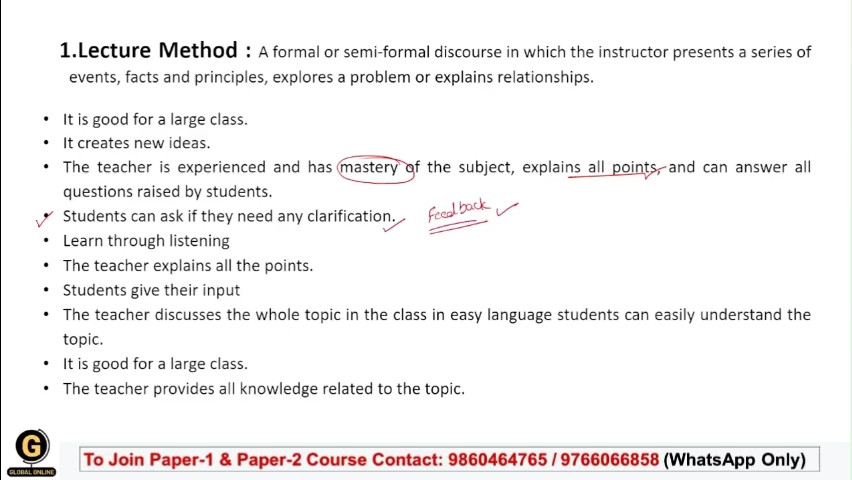 1.Lecture Method : A formal or semi-formal discourse in which the instructor presents a series of
events, facts and principles, explores a problem or explains relationships.
• It is good for a large class.
• It creates new ideas.
• The teacher is experienced and has mastery of the subject, explains all points, and can answer all
questions raised by students.
• Students can ask if they need any clarification. Feedback
• Learn through listening
• The teacher explains all the points.
• Students give their input
• The teacher discusses the whole topic in the class in easy language students can easily understand the
topic.
• It is good for a large class.
• The teacher provides all knowledge related to the topic.
G
GLOBAL ONLINE
To Join Paper-1 & Paper-2 Course Contact: 9860464765 / 9766066858 (WhatsApp Only)